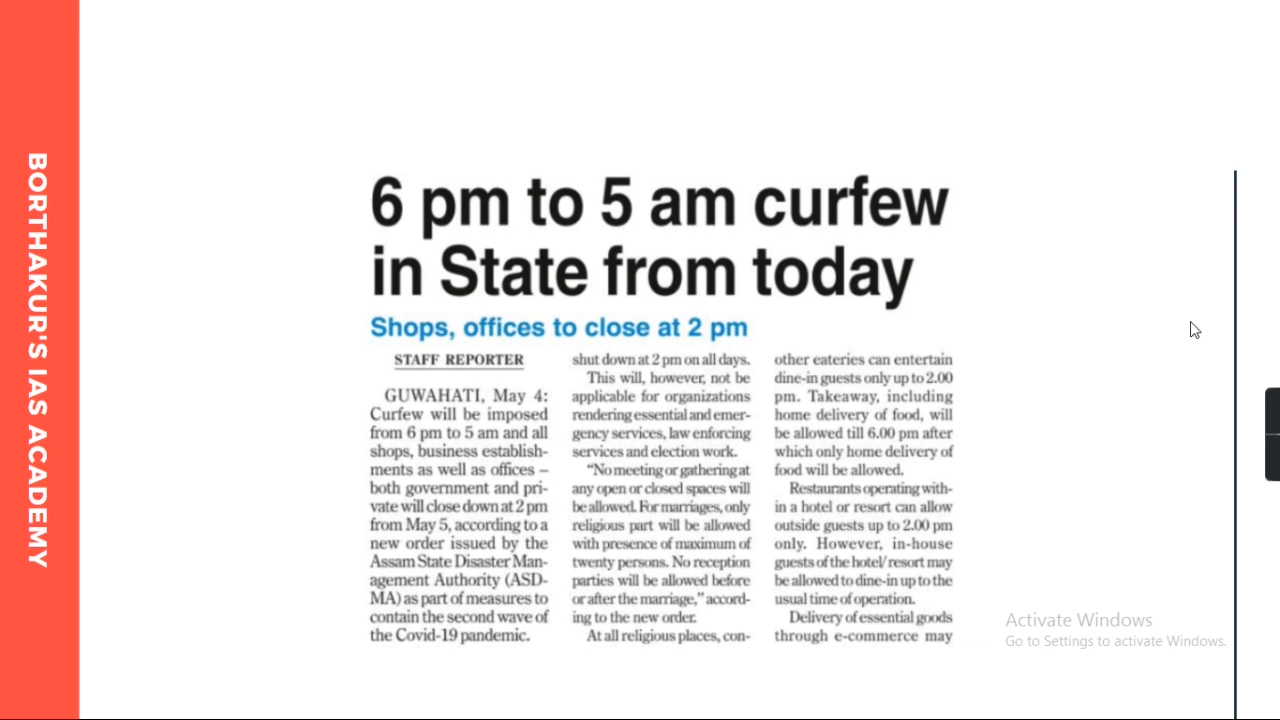 BORTHAKUR'S IAS ACADEMY
6 pm to 5 am curfew
in State from today
Shops, offices to close at 2 pm
STAFF REPORTER
GUWAHATI, May 4:
Curfew will be imposed
from 6 pm to 5 am and all
shops, business establish-
ments as well as offices –
both government and pri-
vate will close down at 2 pm
from May 5, according to a
new order issued by the
Assam State Disaster Man-
agement Authority (ASD-
MA) as part of measures to
contain the second wave of
the Covid-19 pandemic.
shut down at 2 pm on all days.
This will, however, not be
applicable for organizations
rendering essential and emer-
gency services, law enforcing
services and election work.
“No meeting or gathering at
any open or closed spaces will
be allowed. For marriages, only
religious part will be allowed
with presence of maximum of
twenty persons. No reception
parties will be allowed before
or after the marriage,” accord-
ing to the new order.
At all religious places, con-
other eateries can entertain
dine-in guests only up to 2.00
pm. Takeaway, including
home delivery of food, will
be allowed till 6.00 pm after
which only home delivery of
food will be allowed.
Restaurants operating with-
in a hotel or resort can allow
outside guests up to 2.00 pm
only. However, in-house
guests of the hotel/resort may
be allowed to dine-in up to the
usual time of operation.
Delivery of essential goods
through e-commerce may
Activate Windows
Go to Settings to activate Windows.